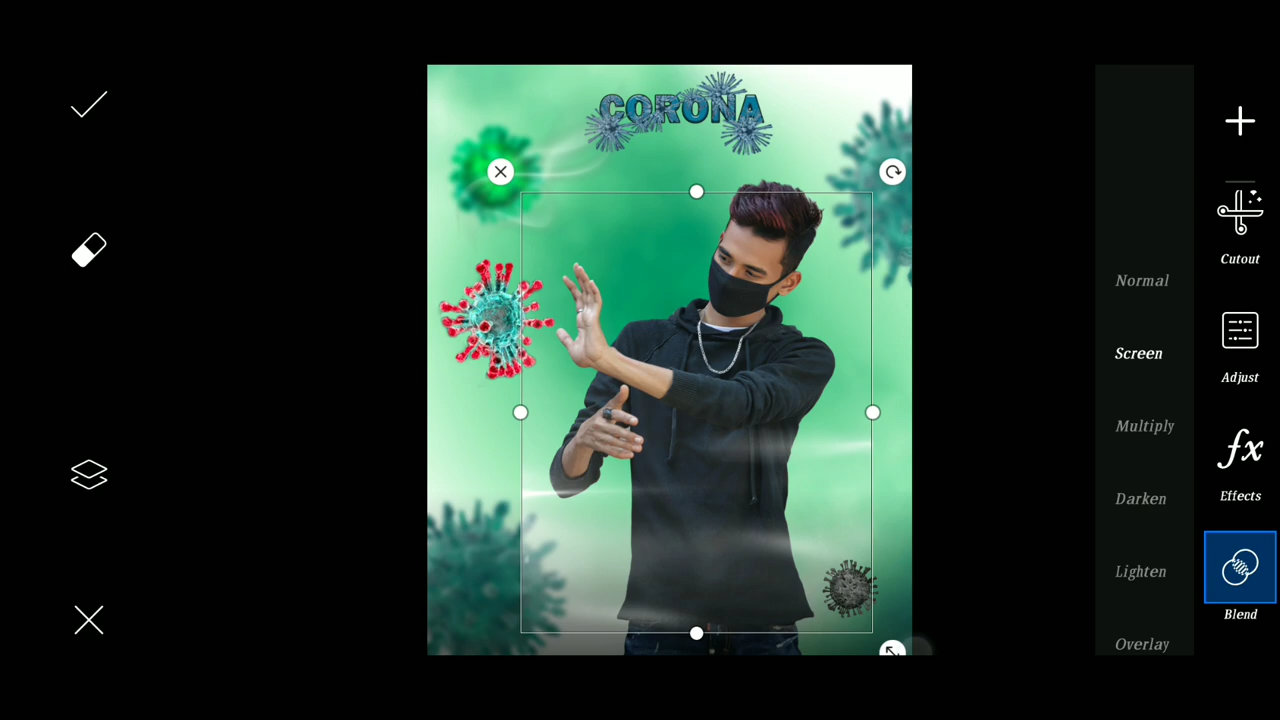 CORONA
Cutout
Normal
Screen
Adjust
Multiply
Darken
Effects
Lighten
Blend
Overlay